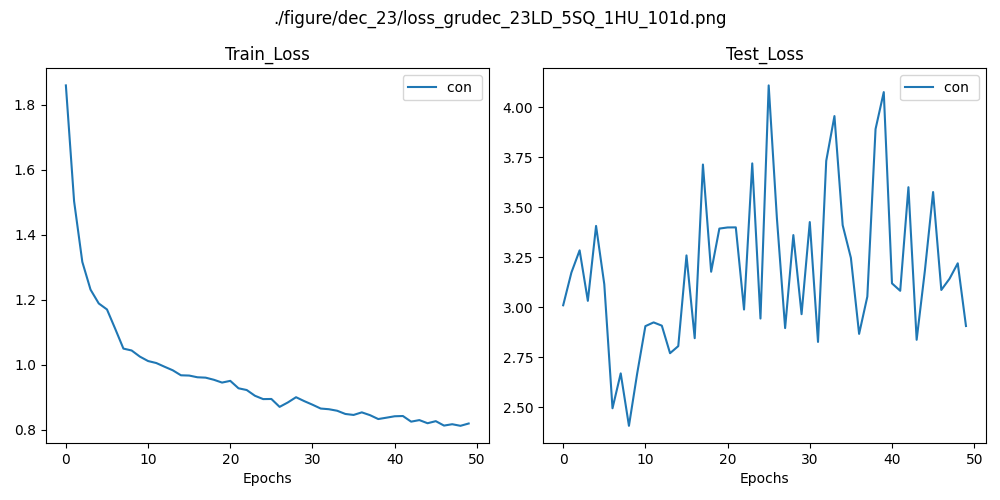 ./figure/dec_23/loss_grudec_23LD_5SQ_1HU_101d.png
Train_Loss
con
1.8
1.6
1.4
1.2
1.0
0.8
0 10 20 30 40 50
Epochs
Test_Loss
con
4.00
3.75
3.50
3.25
3.00
2.75
2.50
0 10 20 30 40 50
Epochs